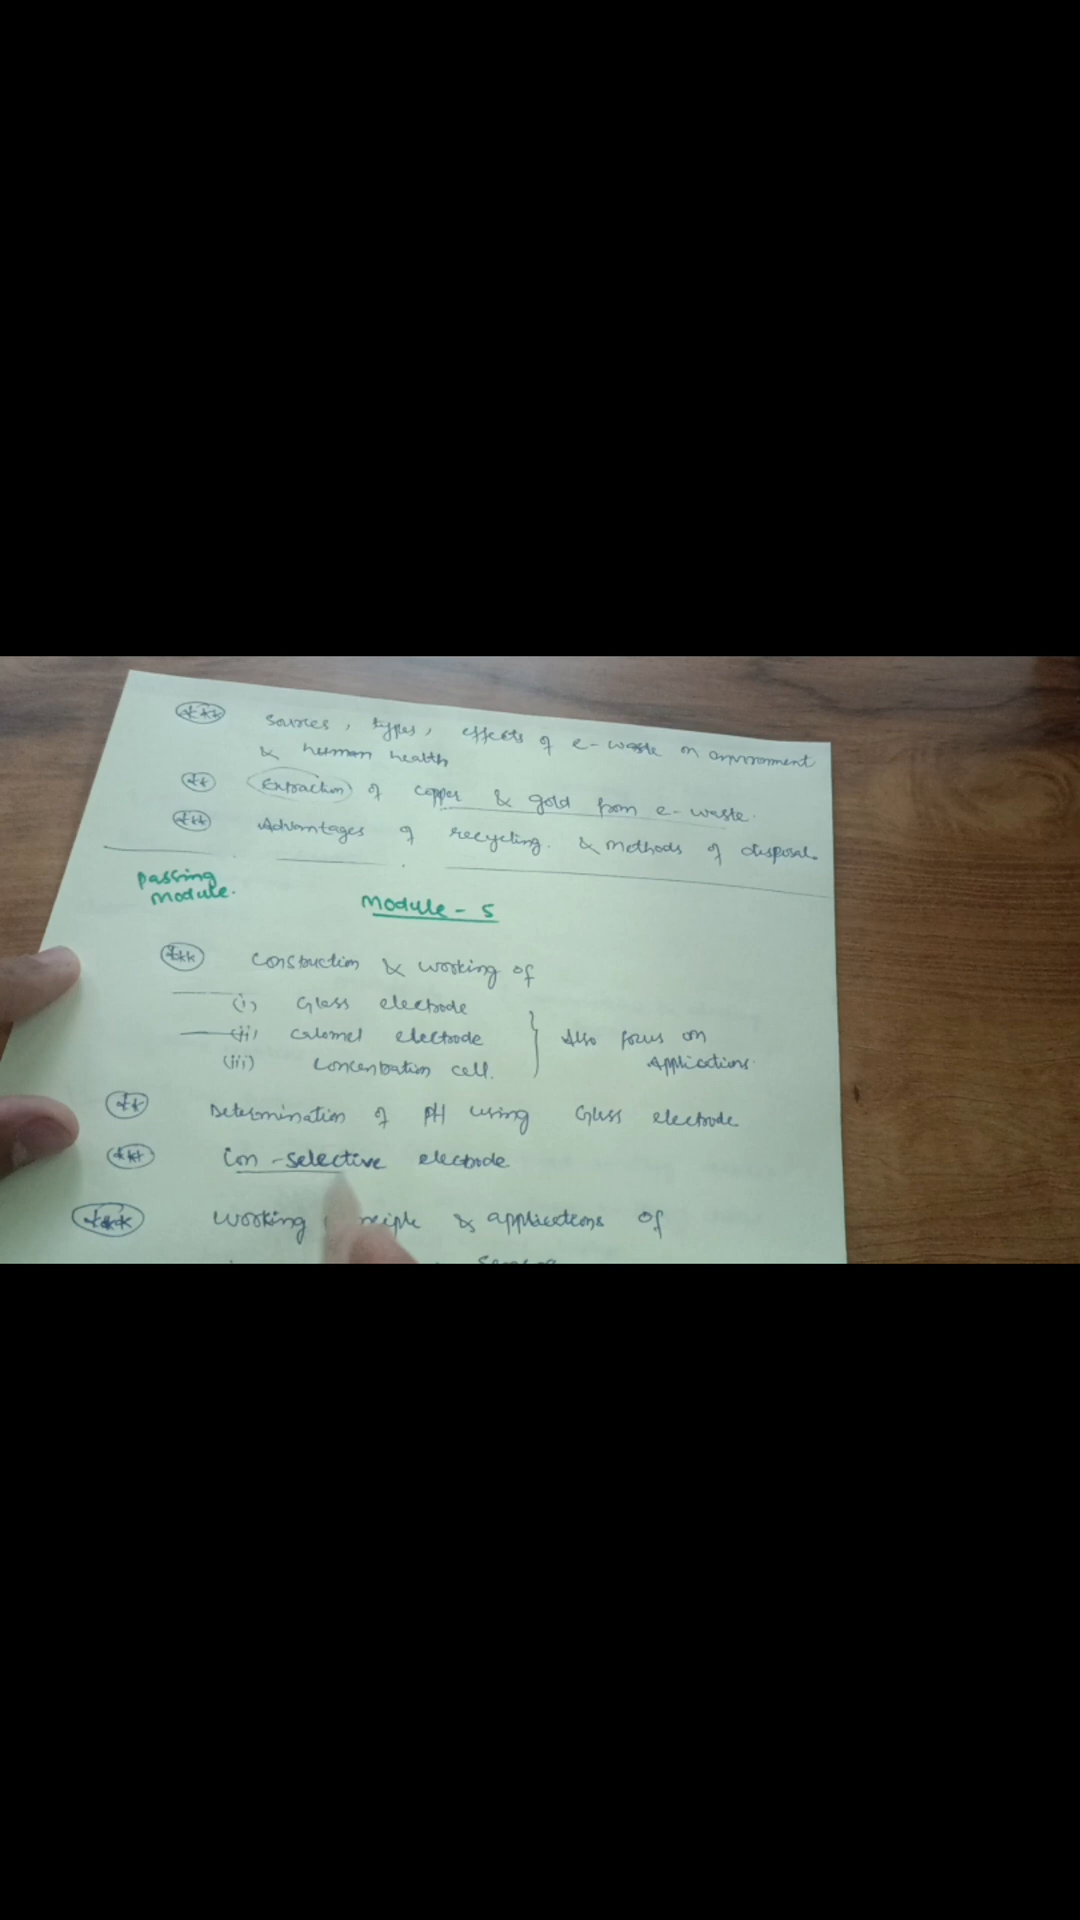 *** Sources, types, effects of e-waste on environment
& human health
** Extraction of copper & gold from e-waste.
*** Advantages of recycling. & methods of disposal.
Passing
module.
Module - 5
*** Construction & working of
(i) Glass electrode
(ii) Calomel electrode
(iii) Concentration cell.
Also focus on
Applications.
** Determination of pH using Glass electrode
*** Ion-selective electrode
*** Working & applications of